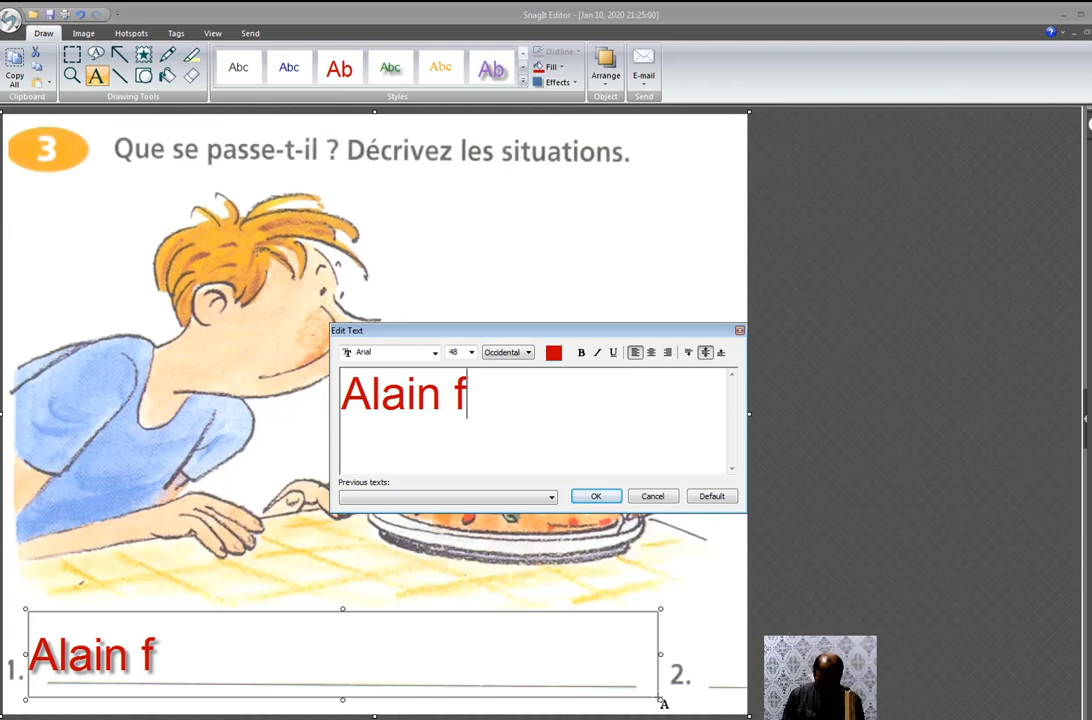 SnagIt Editor - [Jan 10, 2020 21:25:00]
Draw Image Hotspots Tags View Send
Copy All
Clipboard
Drawing Tools
Abc Abc Ab Abc Abc Ab
Styles
Outline
Fill
Effects
Arrange
Object
E-mail
Send
3 Que se passe-t-il ? Décrivez les situations.
Edit Text
Arial 48 Occidental B I U
Alain f
Previous texts:
OK Cancel Default
1. Alain f
2.
A